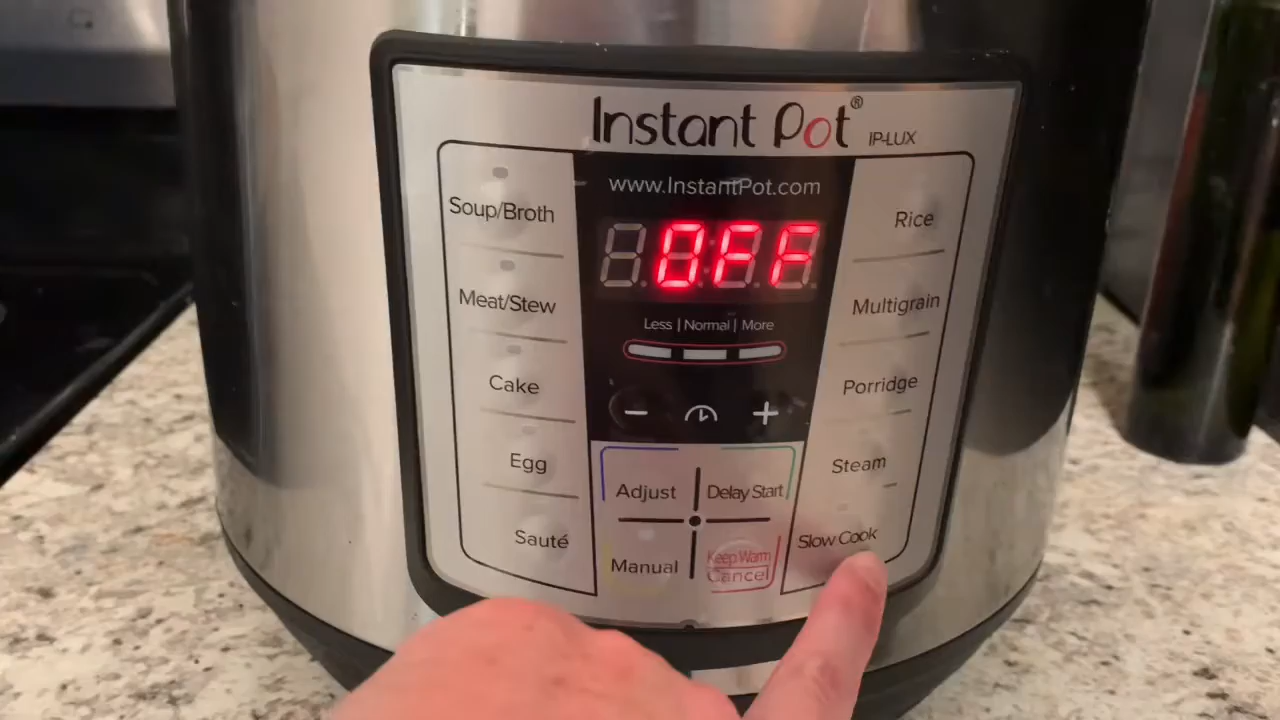 Instant Pot® IP-LUX
www.InstantPot.com
OFF
Less | Normal | More
− +
Soup/Broth
Meat/Stew
Cake
Egg
Sauté
Adjust
Delay Start
Manual
Keep Warm
Cancel
Rice
Multigrain
Porridge
Steam
Slow Cook